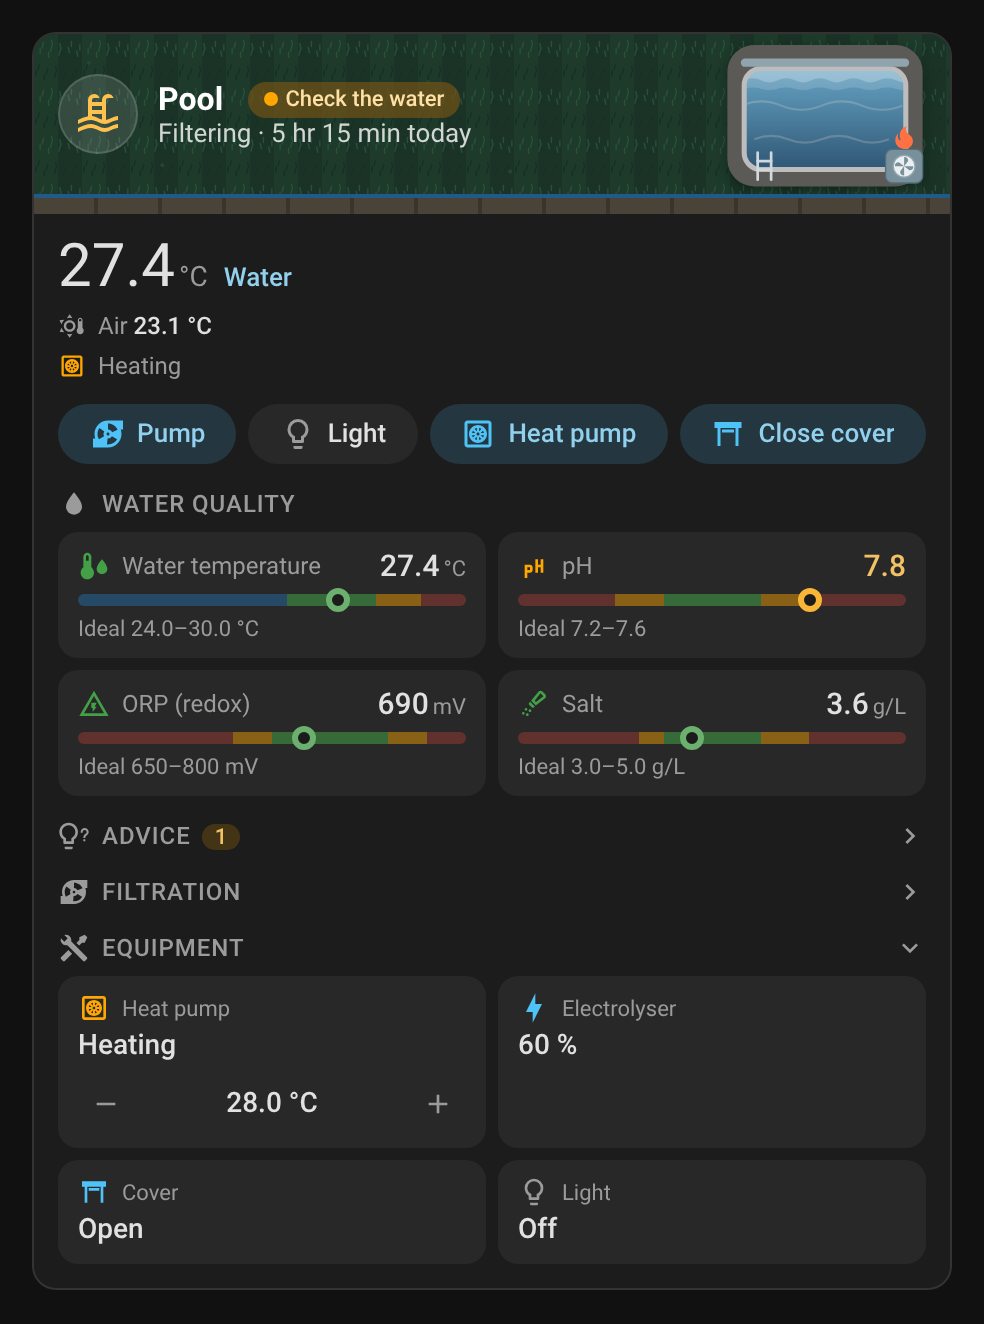 Pool
Check the water
Filtering · 5 hr 15 min today
27.4 °C Water
Air 23.1 °C
Heating
Pump
Light
Heat pump
Close cover
WATER QUALITY
Water temperature 27.4 °C
Ideal 24.0–30.0 °C
pH pH 7.8
Ideal 7.2–7.6
ORP (redox) 690 mV
Ideal 650–800 mV
Salt 3.6 g/L
Ideal 3.0–5.0 g/L
? ADVICE 1
FILTRATION
EQUIPMENT
Heat pump
Heating
− 28.0 °C +
Electrolyser
60 %
Cover
Open
Light
Off